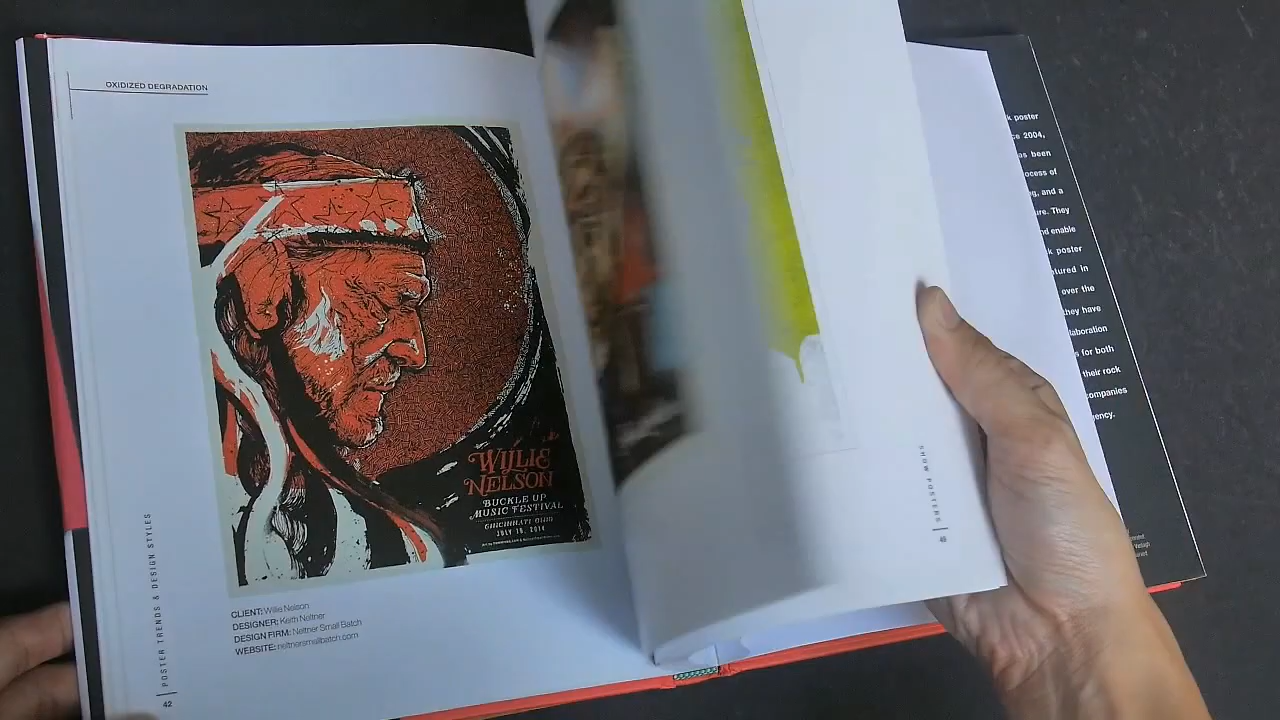 OXIDIZED DEGRADATION
WILLIE
NELSON
BUCKLE UP
MUSIC FESTIVAL
CINCINNATI OHIO
JULY 18, 2014
CLIENT: Willie Nelson
DESIGNER: Keith Neltner
DESIGN FIRM: Neltner Small Batch
WEBSITE: neltnersmallbatch.com
POSTER TRENDS & DESIGN STYLES
42
SHOW POSTERS
k poster
ce 2004,
as been
ocess of
g, and a
ure. They
nd enable
k poster
tured in
over the
they have
laboration
s for both
their rock
companies
ency.